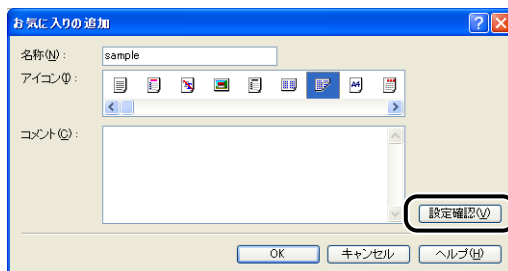 お気に入りの追加
名称(N):
sample
アイコン(I):
A4
コメント(C):
設定確認(V)
OK
キャンセル
ヘルプ(H)